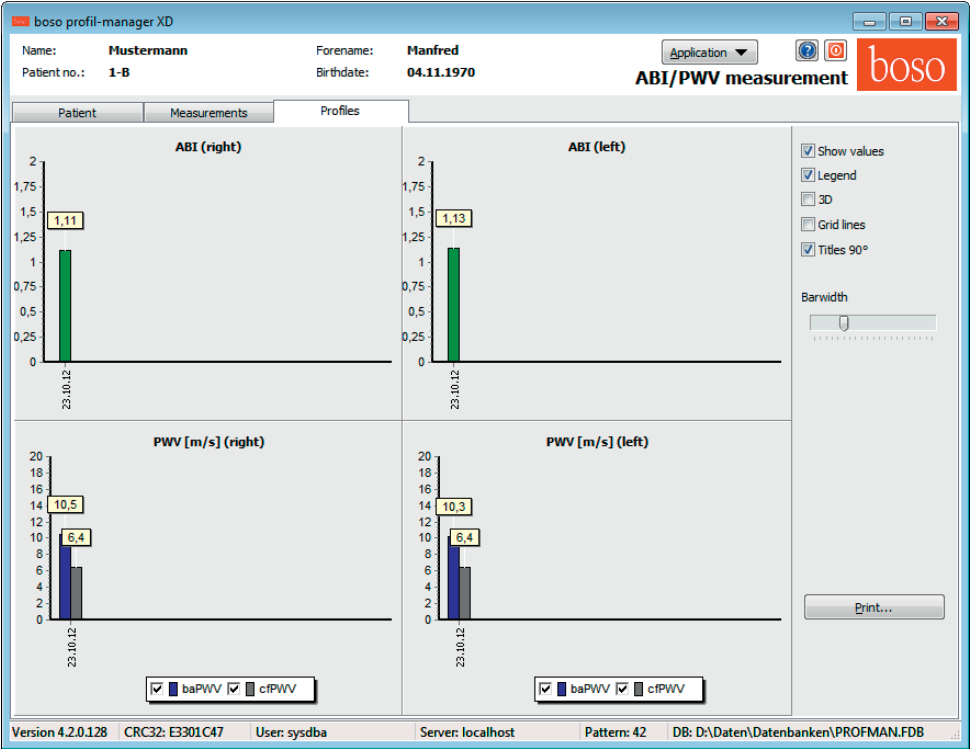 boso profil-manager XD
Name: Mustermann Forename: Manfred Application
Patient no.: 1-B Birthdate: 04.11.1970 ABI/PWV measurement
boso
Patient Measurements Profiles
ABI (right)
2
1,75
1,5
1,25
1
0,75
0,5
0,25
0
1,11
23.10.12
ABI (left)
2
1,75
1,5
1,25
1
0,75
0,5
0,25
0
1,13
23.10.12
Show values
Legend
3D
Grid lines
Titles 90°
Barwidth
PWV [m/s] (right)
20
18
16
14
12
10
8
6
4
2
0
10,5
6,4
23.10.12
baPWV cfPWV
PWV [m/s] (left)
20
18
16
14
12
10
8
6
4
2
0
10,3
6,4
23.10.12
baPWV cfPWV
Print...
Version 4.2.0.128 CRC32: E3301C47 User: sysdba Server: localhost Pattern: 42 DB: D:\Daten\Datenbanken\PROFMAN.FDB